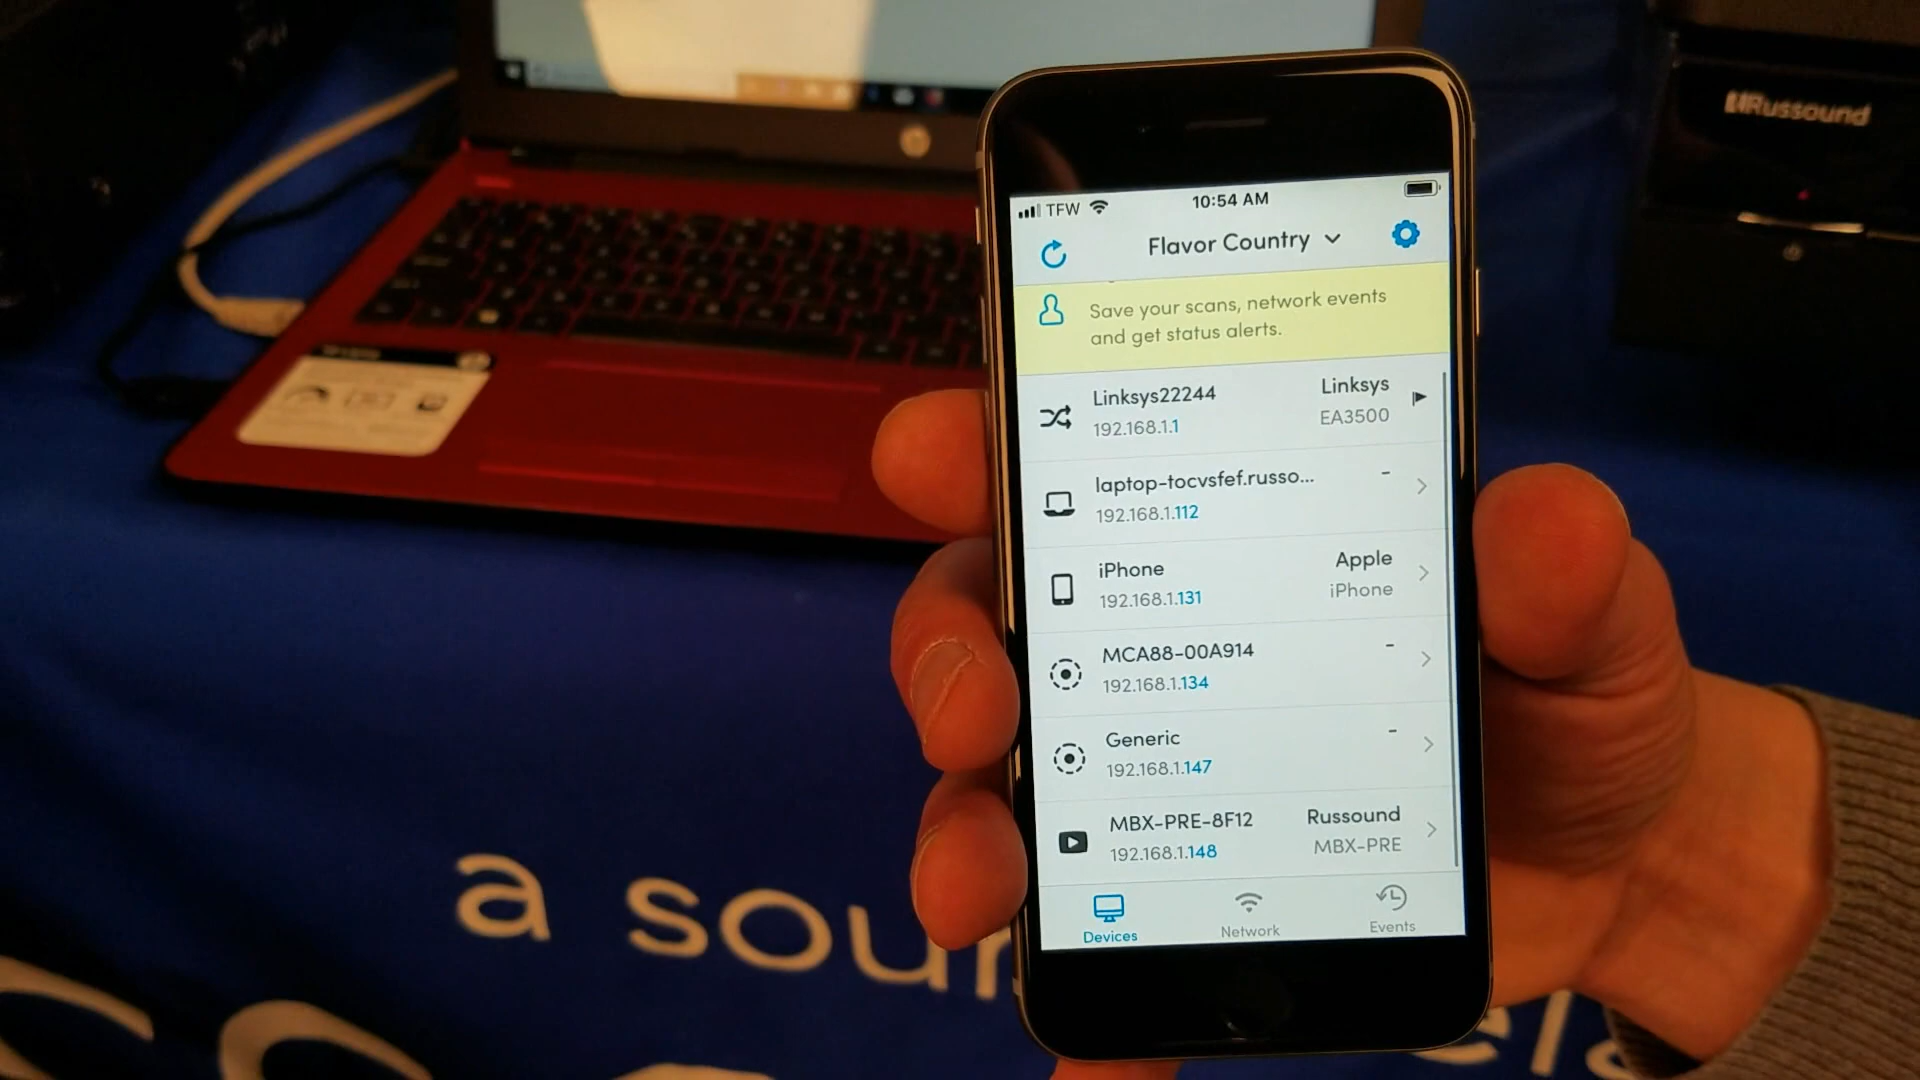 Russound
TFW
10:54 AM
Flavor Country
Save your scans, network events
and get status alerts.
Linksys22244
Linksys
192.168.1.1
EA3500
laptop-tocvsfef.russo...
-
192.168.1.112
iPhone
Apple
192.168.1.131
iPhone
MCA88-00A914
-
192.168.1.134
Generic
-
192.168.1.147
MBX-PRE-8F12
Russound
192.168.1.148
MBX-PRE
Devices
Network
Events
a